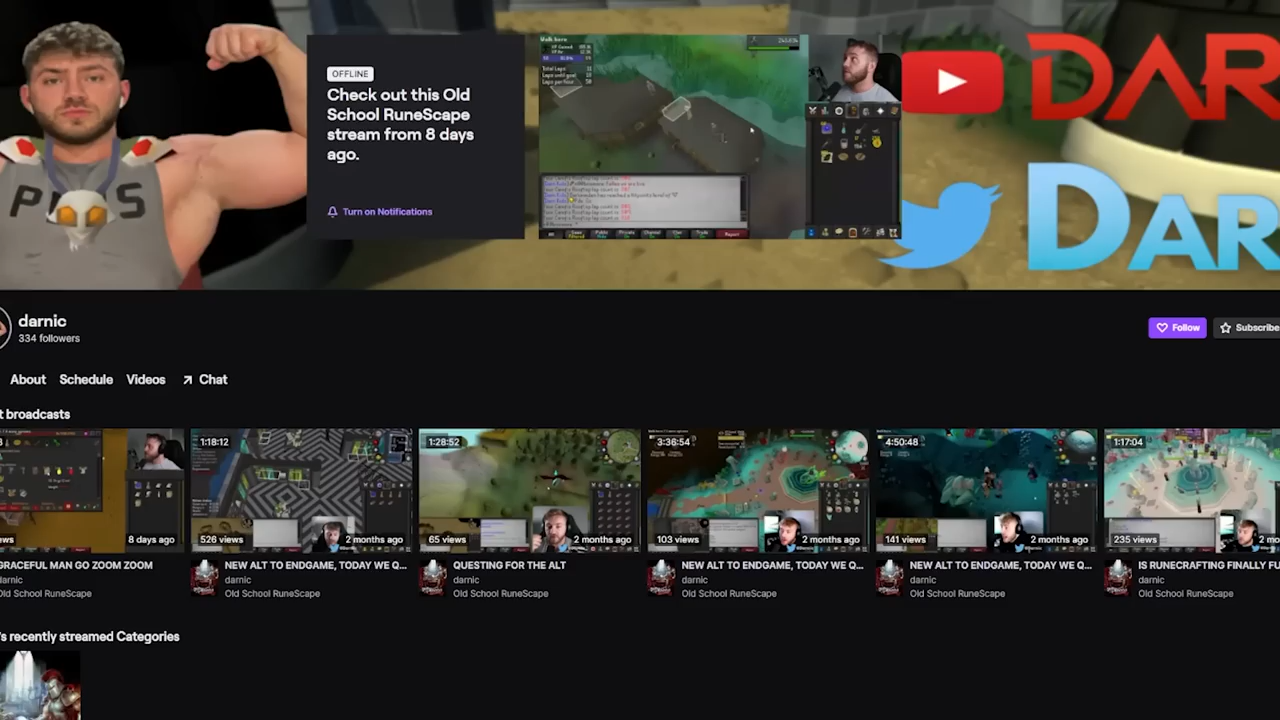 P
S
OFFLINE
Check out this Old
School RuneScape
stream from 8 days
ago.
Turn on Notifications
DAR
DAR
darnic
334 followers
Follow
Subscribe
About
Schedule
Videos
Chat
t broadcasts
1:18:12
1:28:52
3:36:54
4:50:48
1:17:04
ews
8 days ago
526 views
2 months ago
65 views
2 months ago
103 views
2 months ago
141 views
2 months ago
235 views
2 mo
GRACEFUL MAN GO ZOOM ZOOM
darnic
Old School RuneScape
NEW ALT TO ENDGAME, TODAY WE Q...
darnic
Old School RuneScape
QUESTING FOR THE ALT
darnic
Old School RuneScape
NEW ALT TO ENDGAME, TODAY WE Q...
darnic
Old School RuneScape
NEW ALT TO ENDGAME, TODAY WE Q...
darnic
Old School RuneScape
IS RUNECRAFTING FINALLY FU
darnic
Old School RuneScape
's recently streamed Categories